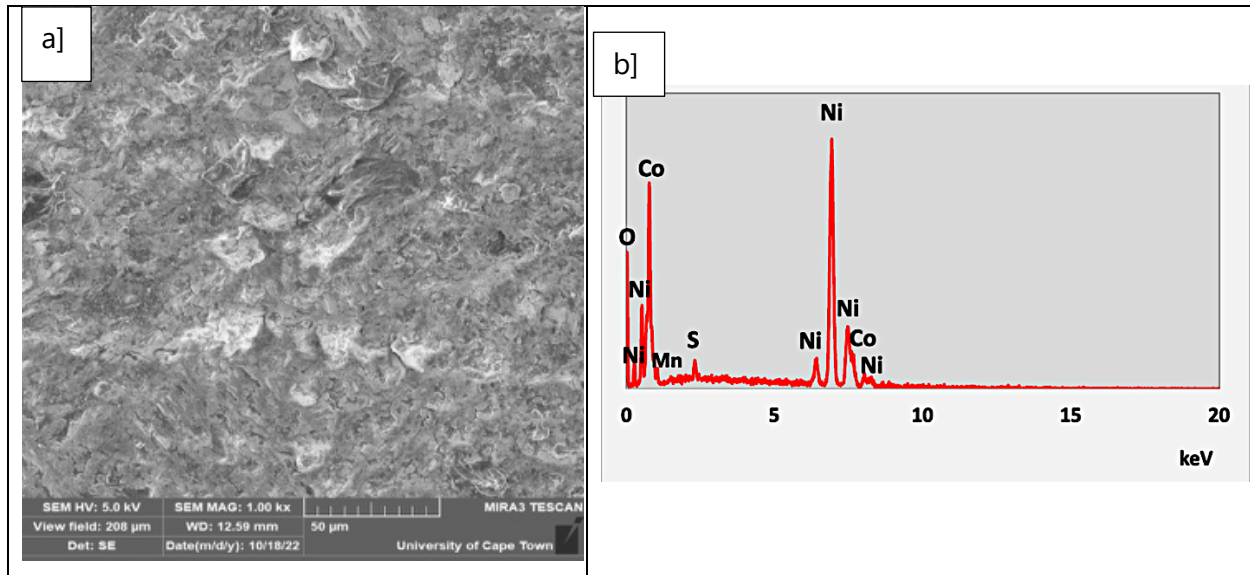 a]
SEM HV: 5.0 kV SEM MAG: 1.00 kx MIRA3 TESCAN
View field: 208 µm WD: 12.59 mm 50 µm
Det: SE Date(m/d/y): 10/18/22 University of Cape Town
b]
Ni
Co
O
Ni
Ni
Mn
S
Ni
Ni
Co
Ni
0 5 10 15 20
keV